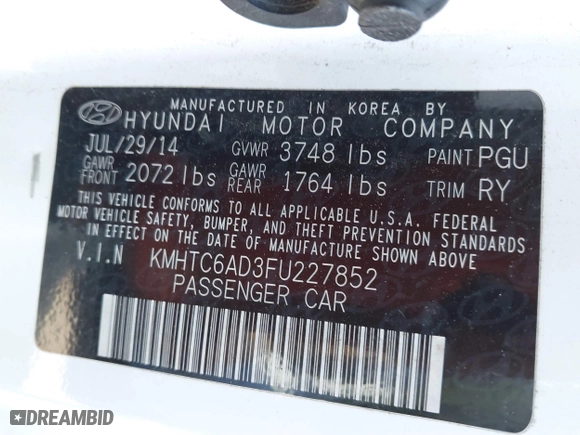 MANUFACTURED IN KOREA BY
HYUNDAI MOTOR COMPANY
JUL/29/14 GVWR 3748 lbs PAINT PGU
GAWR FRONT 2072 lbs GAWR REAR 1764 lbs TRIM RY
THIS VEHICLE CONFORMS TO ALL APPLICABLE U.S.A. FEDERAL
MOTOR VEHICLE SAFETY, BUMPER, AND THEFT PREVENTION STANDARDS
IN EFFECT ON THE DATE OF MANUFACTURE SHOWN ABOVE.
V.I.N KMHTC6AD3FU227852
PASSENGER CAR
DREAMBID